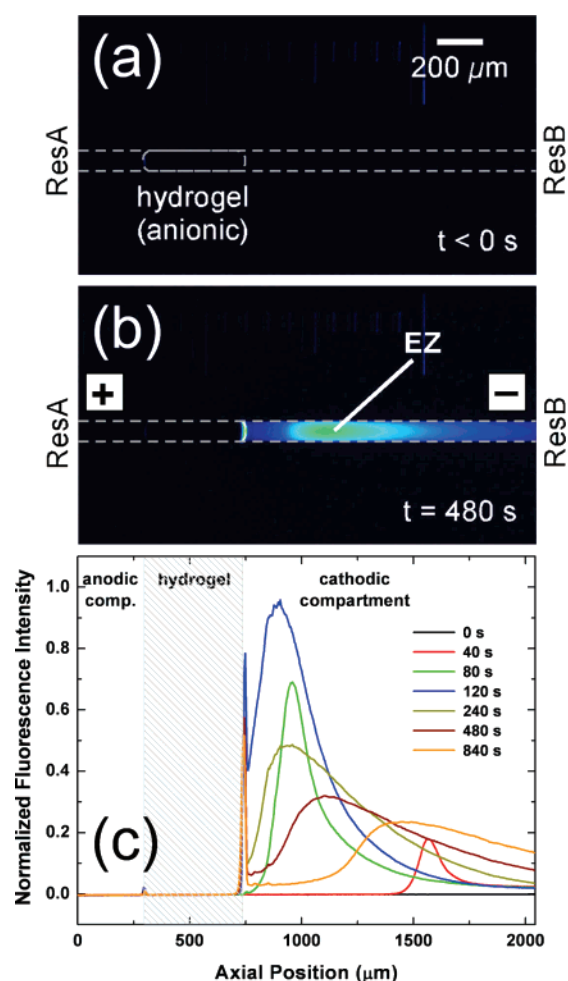 (a)
200 μm
ResA
ResB
hydrogel
(anionic)
t < 0 s
(b)
EZ
+
−
ResA
ResB
t = 480 s
anodic
comp.
hydrogel
cathodic
compartment
0 s
40 s
80 s
120 s
240 s
480 s
840 s
(c)
Normalized Fluorescence Intensity
1.0
0.8
0.6
0.4
0.2
0.0
0
500
1000
1500
2000
Axial Position (μm)